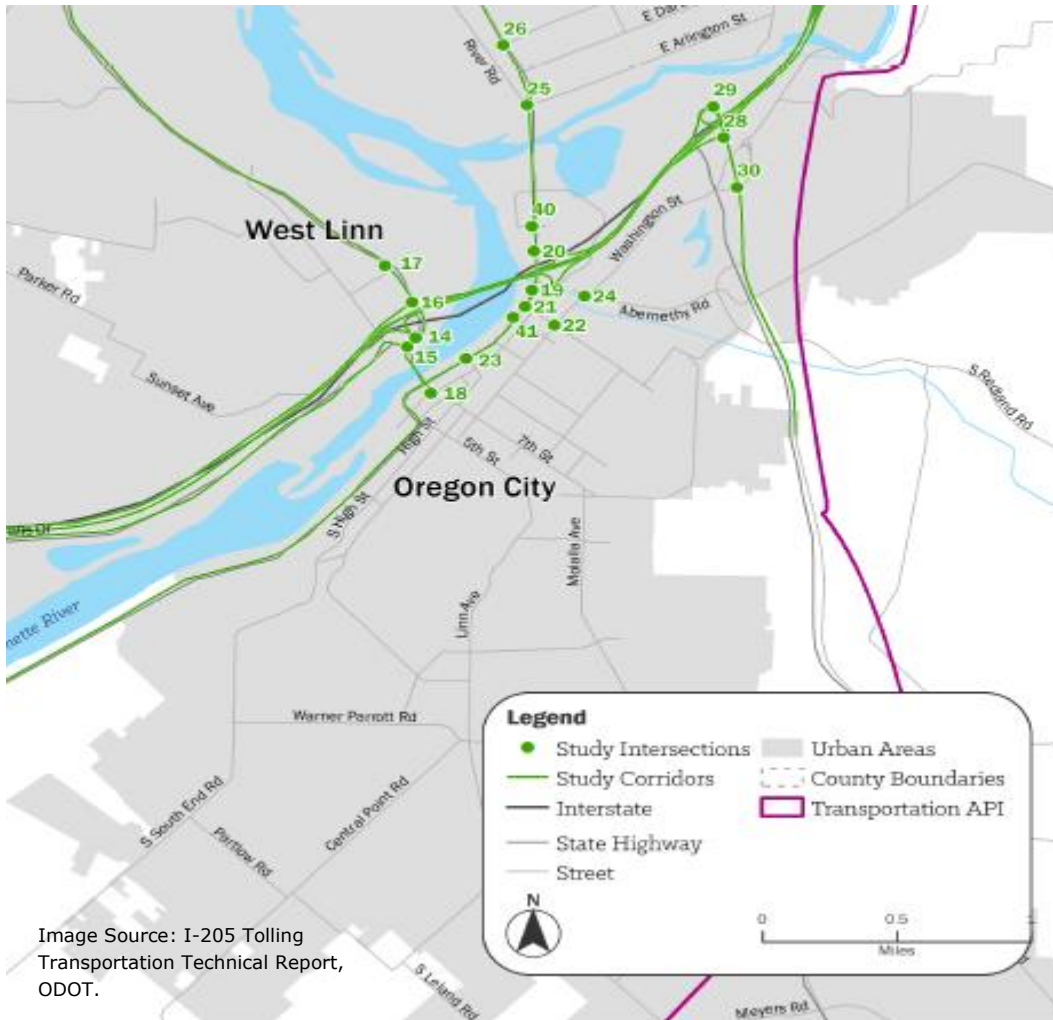 26
E Arlington St
River Rd
25
29
28
30
40
Washington St
West Linn
20
17
19
24
16
21
Abernethy Rd
Parker Rd
41
22
14
15
23
18
Sunset Ave
S Redland Rd
High St
7th St
5th St
Oregon City
S High St
Molalla Ave
Linn Ave
nette River
Warner Parrott Rd
Legend
Study Intersections
Study Corridors
Interstate
State Highway
Street
Urban Areas
County Boundaries
Transportation API
S South End Rd
Central Point Rd
Partlow Rd
N
0 0.5 1
Miles
Image Source: I-205 Tolling
Transportation Technical Report,
ODOT.
S Leland Rd
Meyers Rd